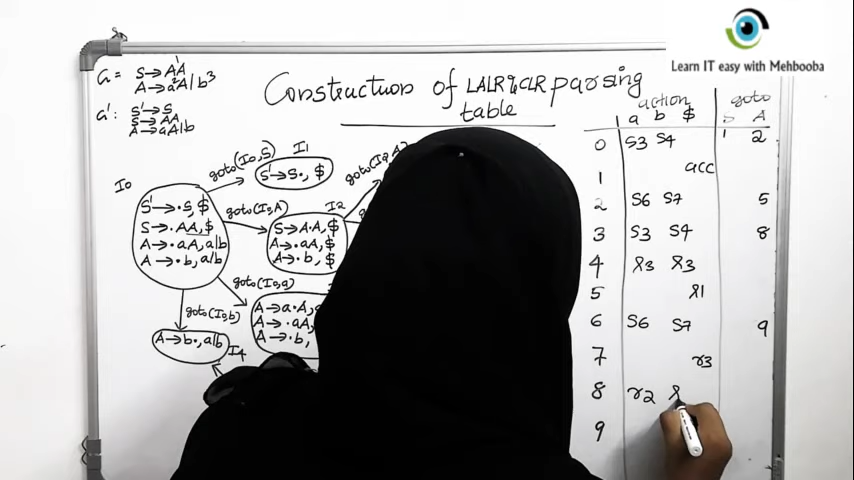 Learn IT easy with Mehbooba
Construction of LALR & CLR parsing
table
G = S→AA 1
A→aA 2 | b 3
G': S'→S
S→AA
A→aA|b
I0
S'→·S, $
S→·AA, $
A→·aA, a|b
A→·b, a|b
goto(I0,S)
I1
S'→S·, $
goto(I0,A)
I2
S→A·A, $
A→·aA, $
A→·b, $
goto(I0,a)
A→a·A,
A→·aA,
A→·b,
goto(I0,b)
A→b·, a|b
I4
action goto
a b $ S A
0 S3 S4 1 2
1 acc
2 S6 S7 5
3 S3 S4 8
4 r3 r3
5 r1
6 S6 S7 9
7 r3
8 r2 r
9